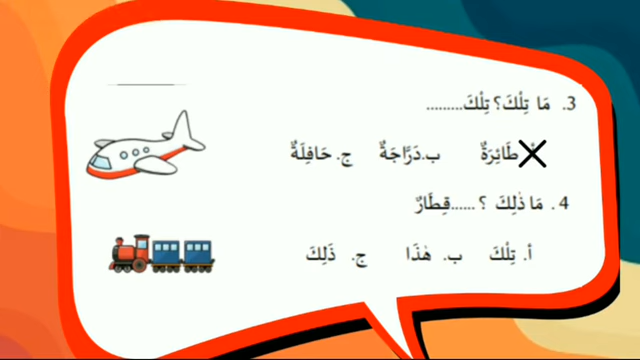 3. مَا تِلْكَ؟ تِلْكَ.........
أ. طَائِرَةٌ ب.دَرَّاجَةٌ ج. حَافِلَةٌ
4 . مَا ذٰلِكَ ؟ ......قِطَارٌ
أ. تِلْكَ ب. هٰذَا ج. ذَلِكَ